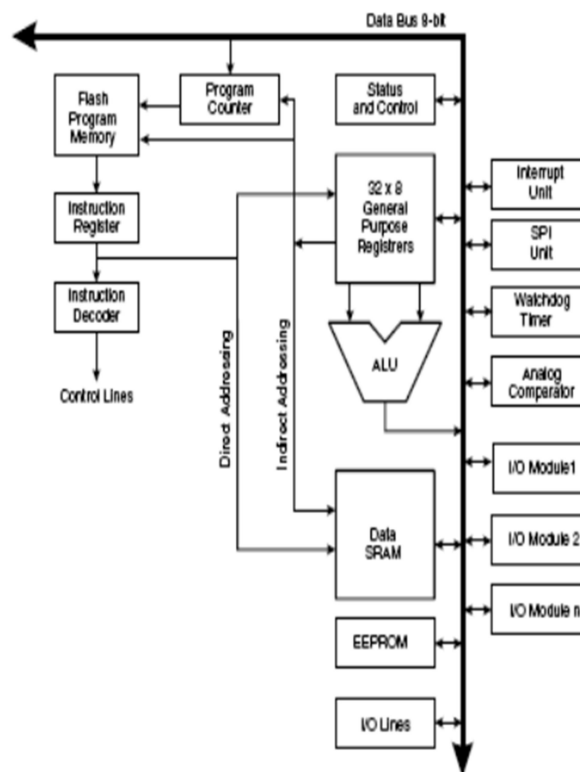 Data Bus 8-bit
Flash
Program
Memory
Program
Counter
Status
and Control
Instruction
Register
32 x 8
General
Purpose
Registrers
Interrupt
Unit
SPI
Unit
Instruction
Decoder
Watchdog
Timer
ALU
Analog
Comparator
Control Lines
Direct Addressing
Indirect Addressing
I/O Module1
Data
SRAM
I/O Module 2
I/O Module n
EEPROM
I/O Lines